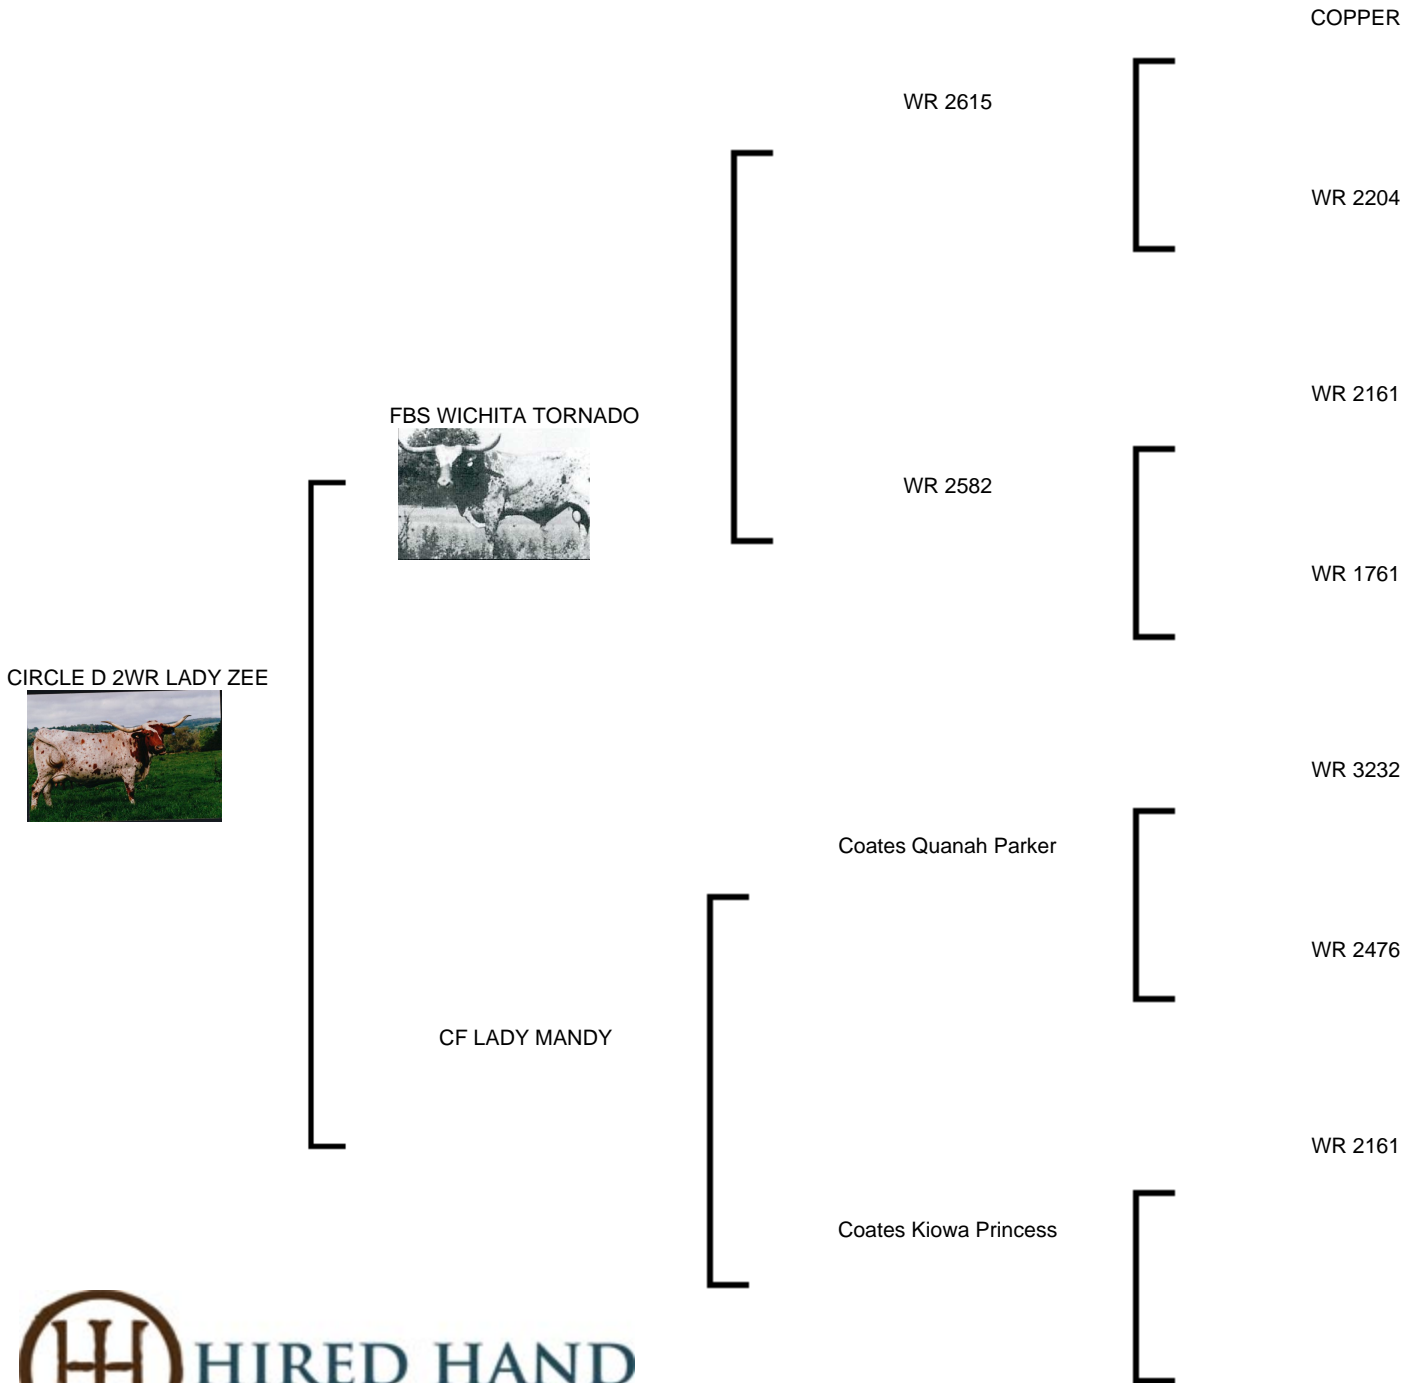 COPPER
WR 2615
WR 2204
WR 2161
FBS WICHITA TORNADO
WR 2582
WR 1761
CIRCLE D 2WR LADY ZEE
WR 3232
Coates Quanah Parker
WR 2476
CF LADY MANDY
WR 2161
Coates Kiowa Princess
HIRED HAND